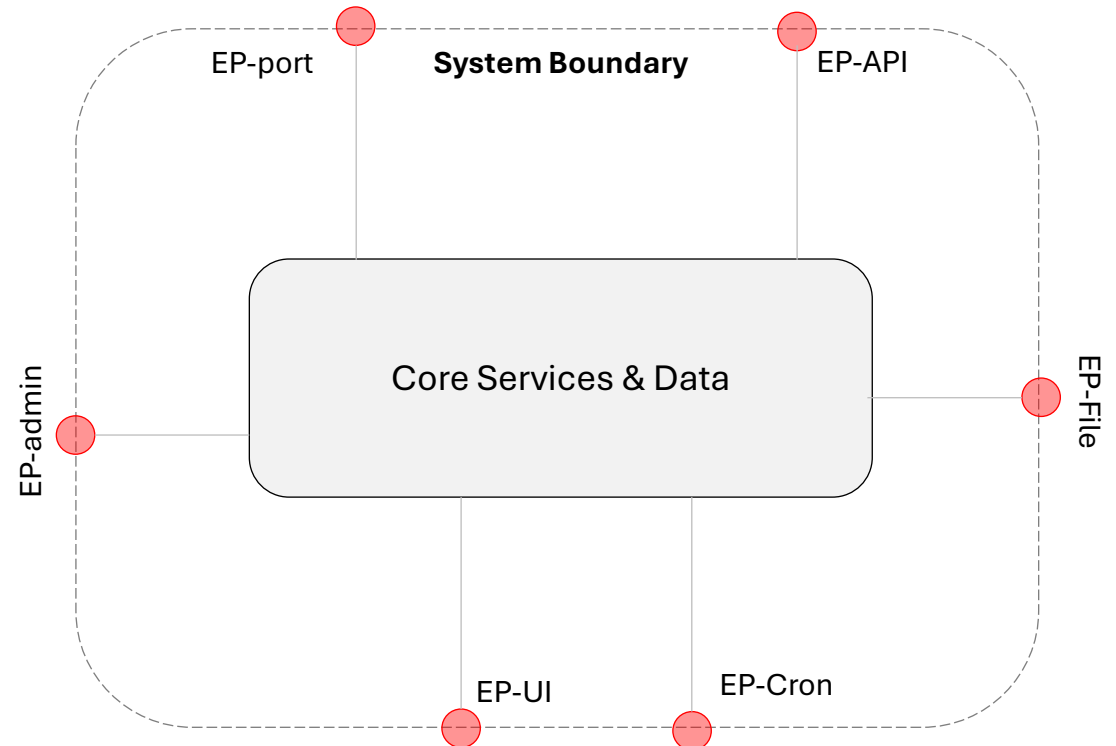 EP-port
System Boundary
EP-API
Core Services & Data
EP-admin
EP-File
EP-UI
EP-Cron